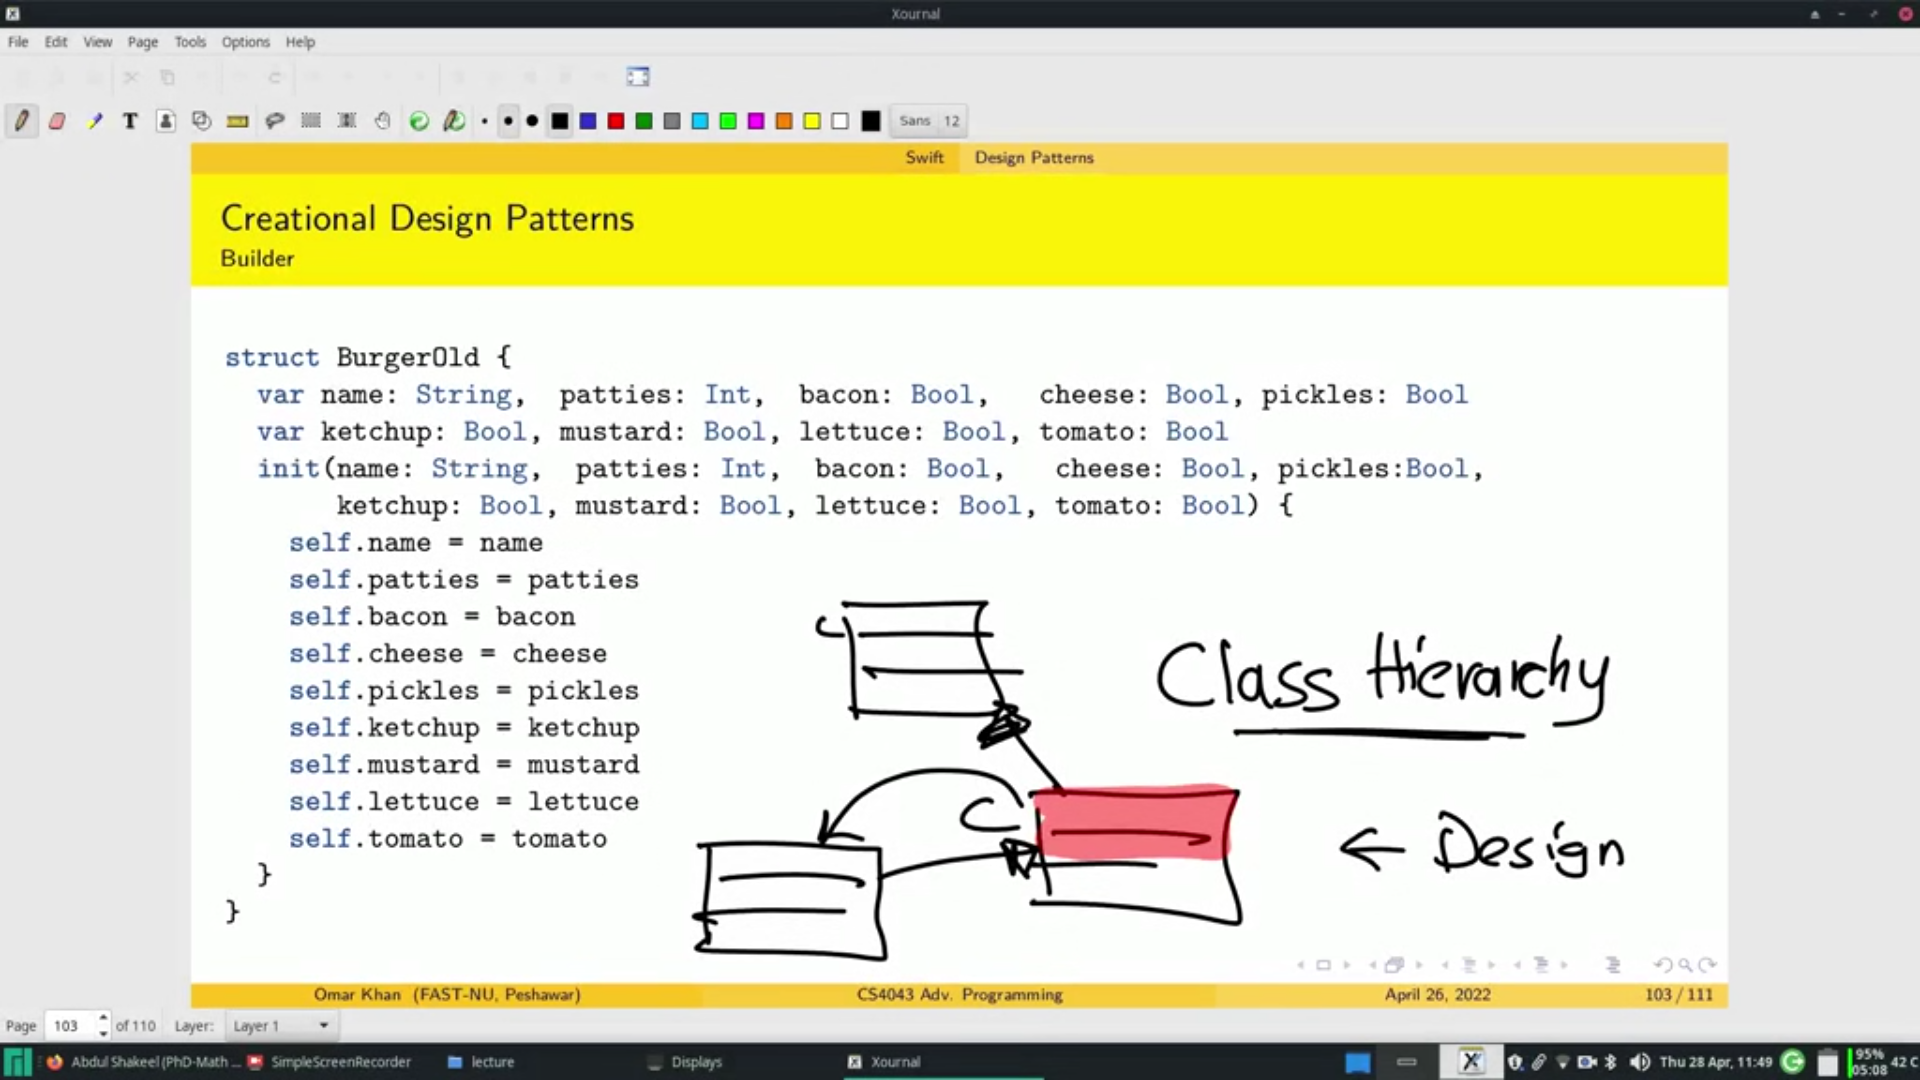 Xournal
File Edit View Page Tools Options Help
T Sans 12
Swift Design Patterns
Creational Design Patterns
Builder
struct BurgerOld {
var name: String, patties: Int, bacon: Bool, cheese: Bool, pickles: Bool
var ketchup: Bool, mustard: Bool, lettuce: Bool, tomato: Bool
init(name: String, patties: Int, bacon: Bool, cheese: Bool, pickles:Bool,
ketchup: Bool, mustard: Bool, lettuce: Bool, tomato: Bool) {
self.name = name
self.patties = patties
self.bacon = bacon
self.cheese = cheese
self.pickles = pickles
self.ketchup = ketchup
self.mustard = mustard
self.lettuce = lettuce
self.tomato = tomato
}
}
C
Class Hierarchy
C
← Design
Omar Khan (FAST-NU, Peshawar) CS4043 Adv. Programming April 26, 2022 103 / 111
Page 103 of 110 Layer: Layer 1
Abdul Shakeel (PhD-Math ... SimpleScreenRecorder lecture Displays Xournal Thu 28 Apr, 11:49 95% 05:08 42 C